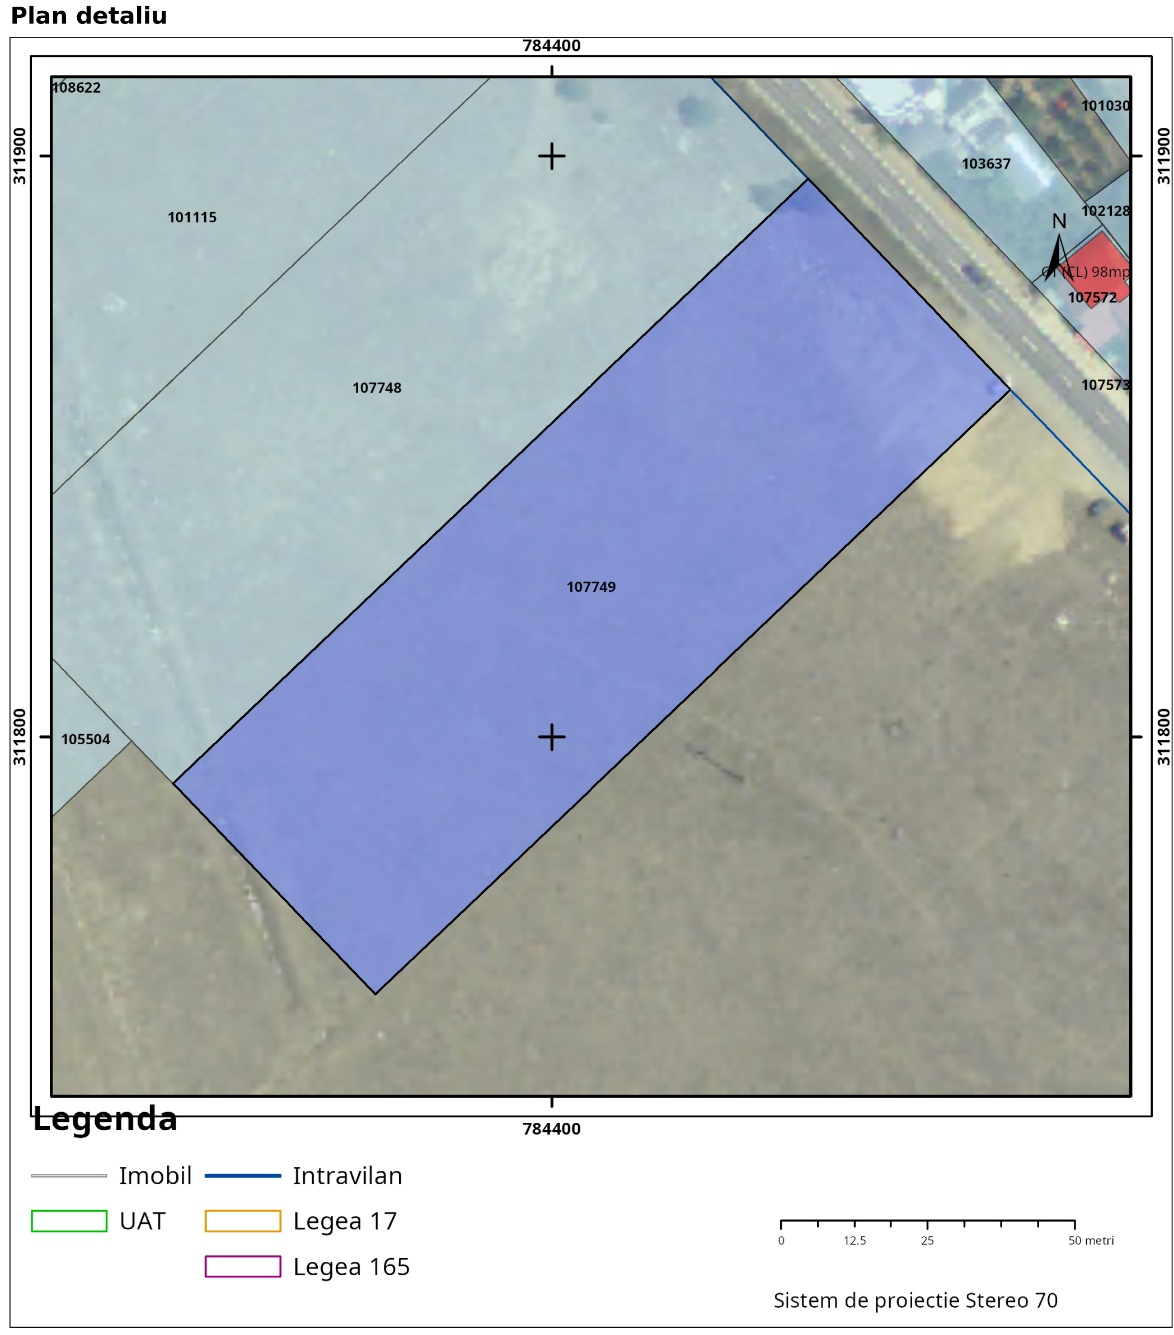 Plan detaliu
784400
108622
101030
311900
311900
103637
101115
102128
N
C1 (CL) 98mp
107572
107573
107748
107749
311800
311800
105504
Legenda
784400
Imobil
Intravilan
UAT
Legea 17
Legea 165
0 12.5 25 50 metri
Sistem de proiectie Stereo 70